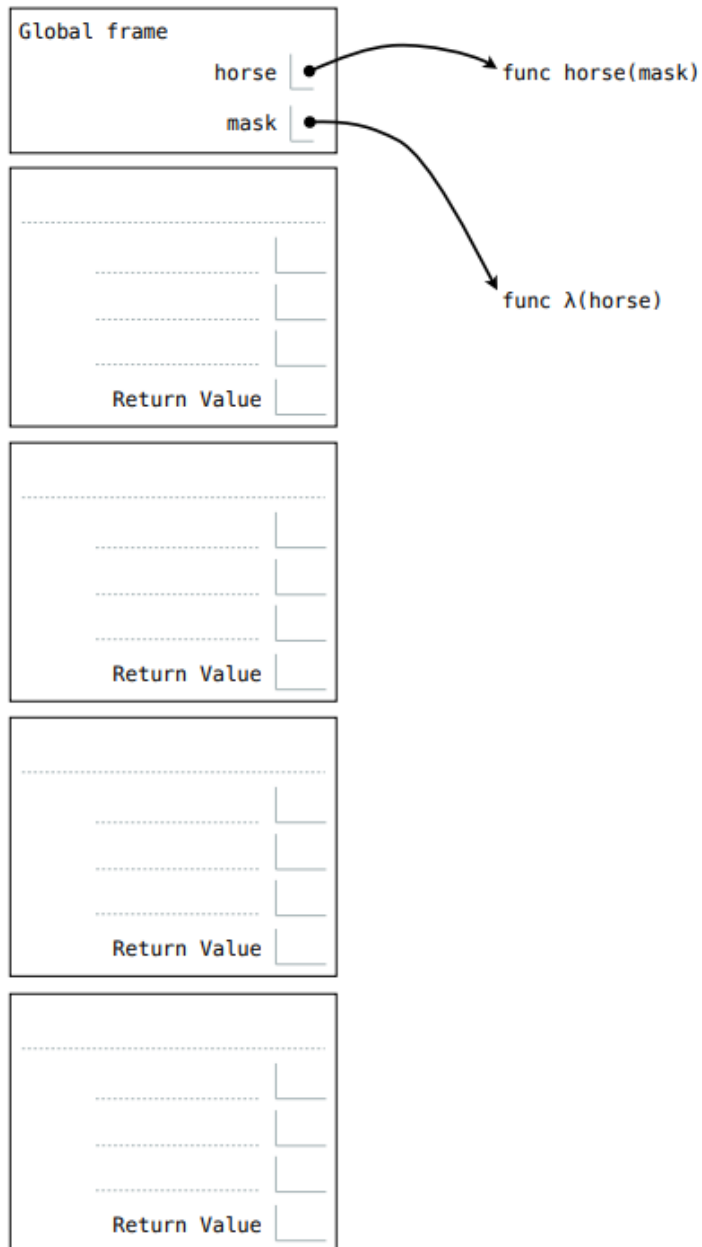 Global frame
horse
func horse(mask)
mask
func λ(horse)
Return Value
Return Value
Return Value
Return Value